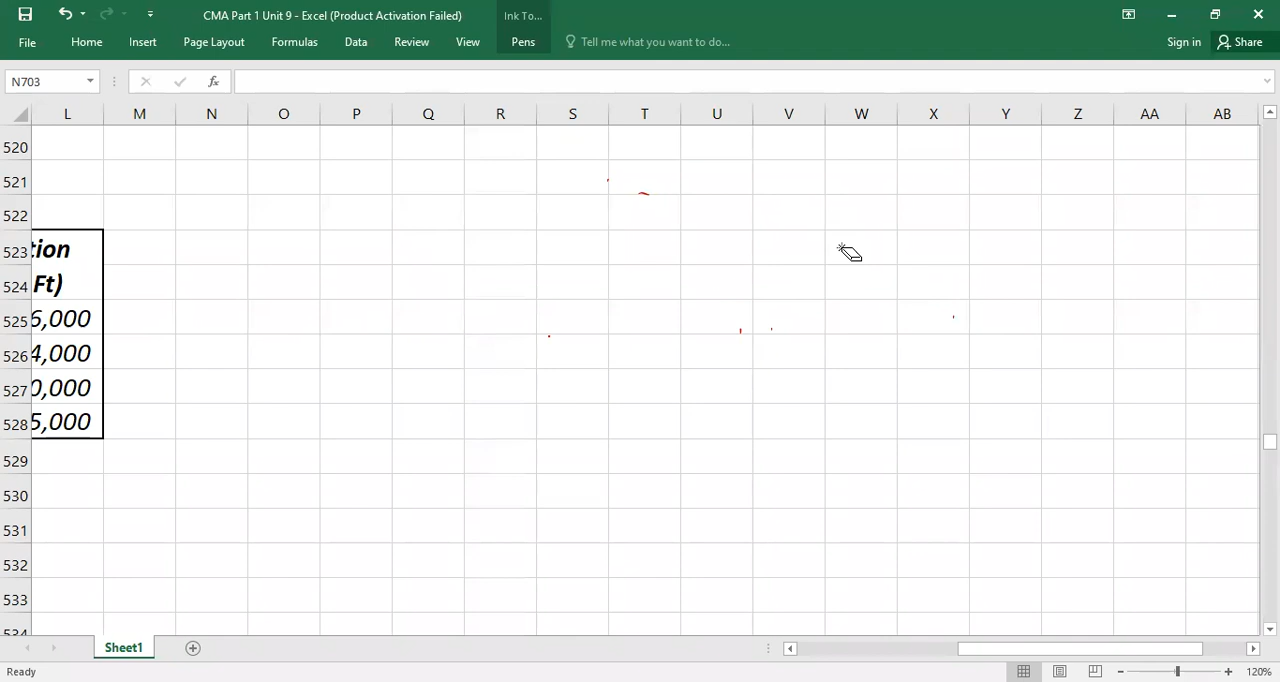 CMA Part 1 Unit 9 - Excel (Product Activation Failed)
Ink To...
File Home Insert Page Layout Formulas Data Review View Pens Tell me what you want to do... Sign in Share
N703 fx
L M N O P Q R S T U V W X Y Z AA AB
520
521
522
523 tion
524 Ft)
525 6,000
526 4,000
527 0,000
528 5,000
529
530
531
532
533
534
Sheet1
Ready 120%